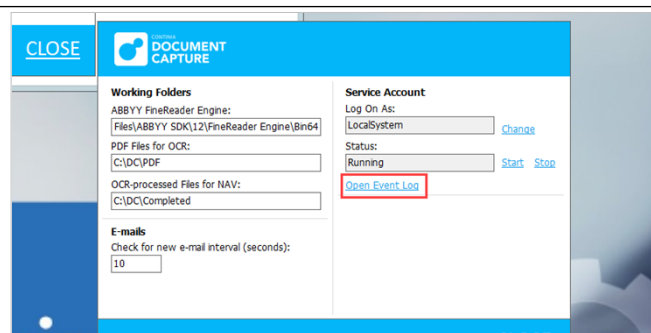 CLOSE
CONTINIA
DOCUMENT
CAPTURE
Working Folders
ABBYY FineReader Engine:
Files\ABBYY SDK\12\FineReader Engine\Bin64
PDF Files for OCR:
C:\DC\PDF
OCR-processed Files for NAV:
C:\DC\Completed
E-mails
Check for new e-mail interval (seconds):
10
Service Account
Log On As:
LocalSystem
Change
Status:
Running
Start Stop
Open Event Log